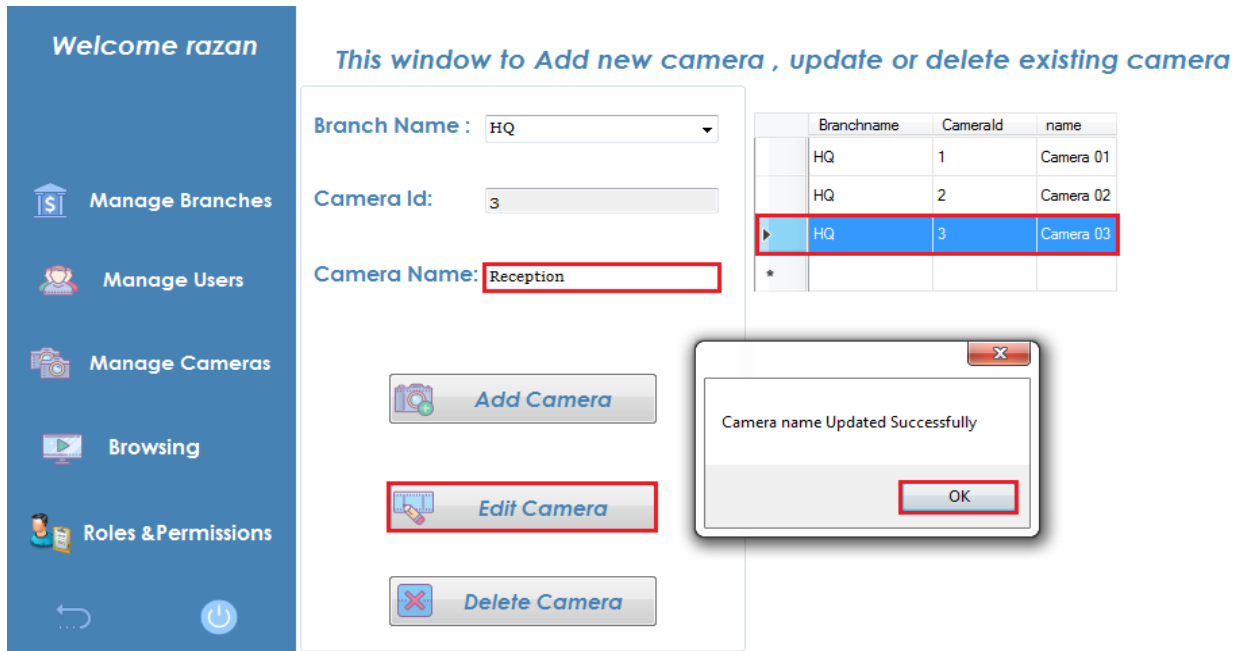 Welcome razan
This window to Add new camera , update or delete existing camera
Manage Branches
Manage Users
Manage Cameras
Browsing
Roles &Permissions
Branch Name : HQ
Camera Id: 3
Camera Name: Reception
Add Camera
Edit Camera
Delete Camera
Branchname CameraId name
HQ 1 Camera 01
HQ 2 Camera 02
HQ 3 Camera 03
*
Camera name Updated Successfully
OK